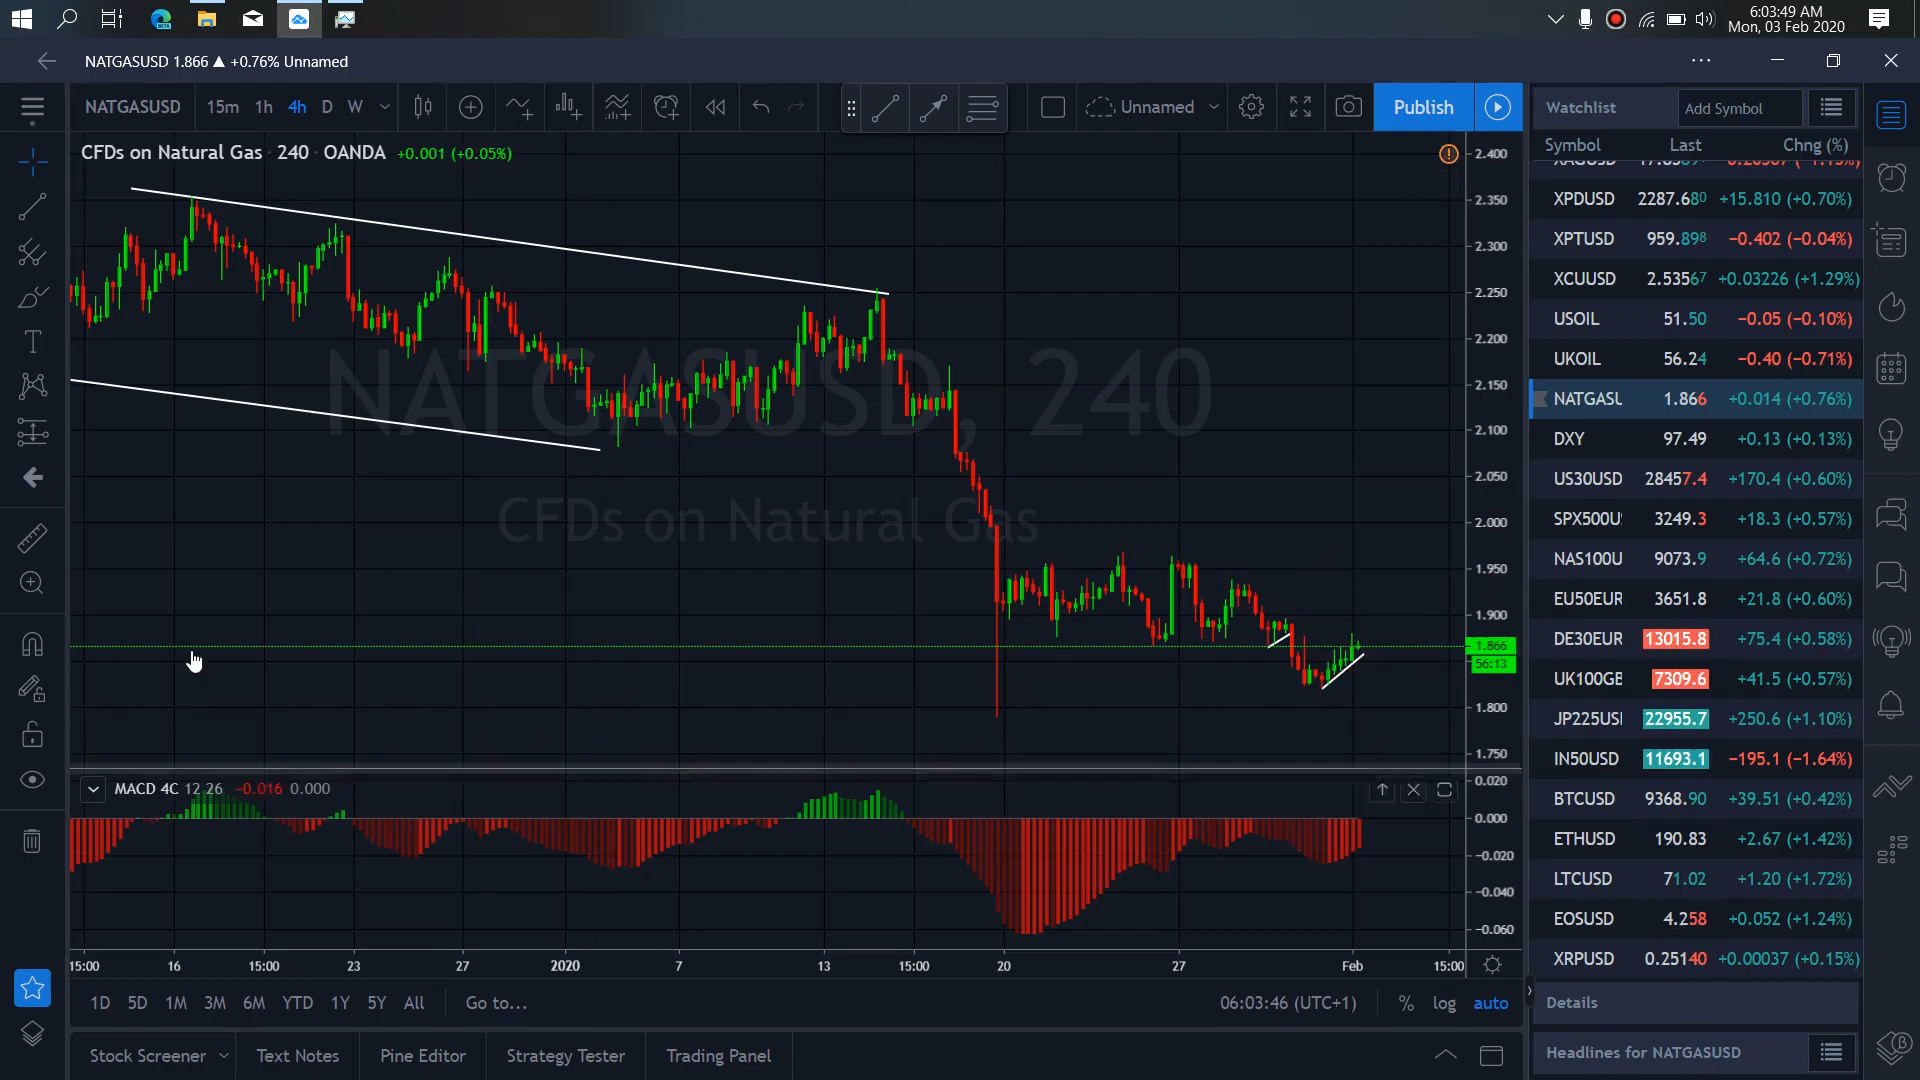 6:03:49 AM
Mon, 03 Feb 2020
NATGASUSD 1.866 ▲ +0.76% Unnamed
NATGASUSD 15m 1h 4h D W Unnamed Publish
Watchlist Add Symbol
CFDs on Natural Gas · 240 · OANDA +0.001 (+0.05%)
Symbol Last Chng (%)
XPDUSD 2287.680 +15.810 (+0.70%)
XPTUSD 959.898 −0.402 (−0.04%)
XCUUSD 2.53567 +0.03226 (+1.29%)
USOIL 51.50 −0.05 (−0.10%)
UKOIL 56.24 −0.40 (−0.71%)
NATGASU 1.866 +0.014 (+0.76%)
DXY 97.49 +0.13 (+0.13%)
US30USD 28457.4 +170.4 (+0.60%)
SPX500U 3249.3 +18.3 (+0.57%)
NAS100U 9073.9 +64.6 (+0.72%)
EU50EUR 3651.8 +21.8 (+0.60%)
DE30EUR 13015.8 +75.4 (+0.58%)
UK100GB 7309.6 +41.5 (+0.57%)
JP225USI 22955.7 +250.6 (+1.10%)
IN50USD 11693.1 −195.1 (−1.64%)
BTCUSD 9368.90 +39.51 (+0.42%)
ETHUSD 190.83 +2.67 (+1.42%)
LTCUSD 71.02 +1.20 (+1.72%)
EOSUSD 4.258 +0.052 (+1.24%)
XRPUSD 0.25140 +0.00037 (+0.15%)
Details
Headlines for NATGASUSD
NATGASUSD, 240
CFDs on Natural Gas
2.400
2.350
2.300
2.250
2.200
2.150
2.100
2.050
2.000
1.950
1.900
1.866
56:13
1.800
1.750
MACD 4C 12 26 −0.016 0.000
0.020
0.000
−0.020
−0.040
−0.060
15:00 16 15:00 23 27 2020 7 13 15:00 20 27 Feb 15:00
1D 5D 1M 3M 6M YTD 1Y 5Y All Go to... 06:03:46 (UTC+1) % log auto
Stock Screener Text Notes Pine Editor Strategy Tester Trading Panel